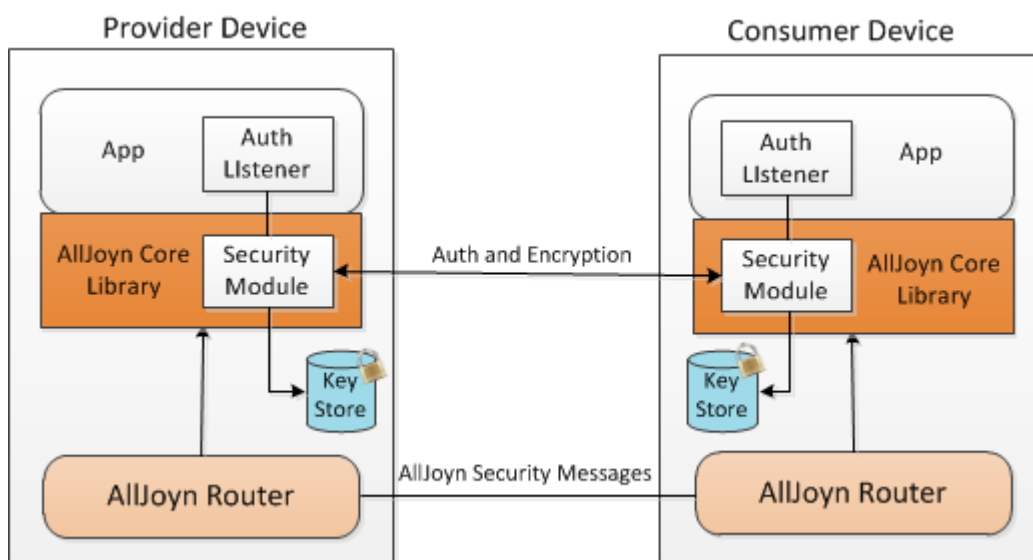 Provider Device
Consumer Device
App
Auth
LIstener
AllJoyn Core
Library
Security
Module
Key
Store
AllJoyn Router
Auth and Encryption
AllJoyn Security Messages
Auth
LIstener
App
Security
Module
AllJoyn Core
Library
Key
Store
AllJoyn Router